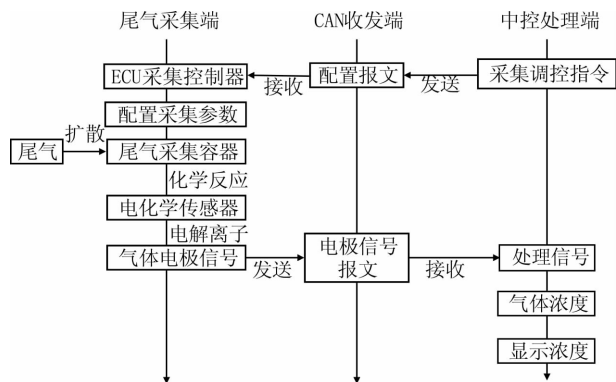 尾气采集端 CAN收发端 中控处理端
ECU采集控制器 接收 配置报文 发送 采集调控指令
配置采集参数
尾气 扩散 尾气采集容器
化学反应
电化学传感器
电解离子
气体电极信号 发送 电极信号 接收 处理信号
报文
气体浓度
显示浓度